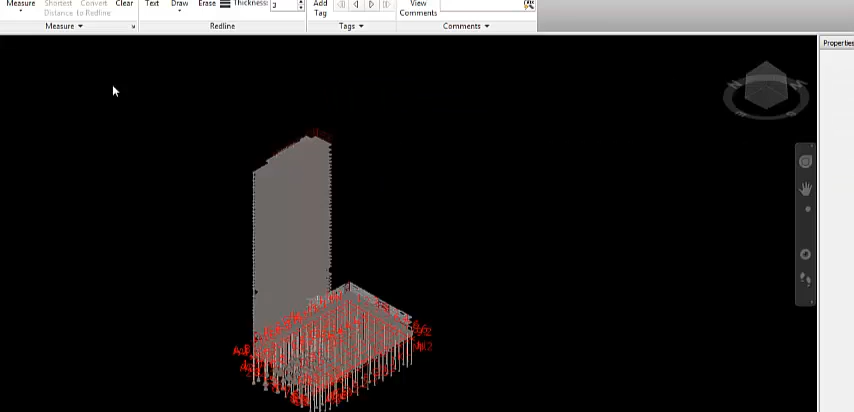 Measure Shortest Convert Clear Text Draw Erase Thickness: 3 Add View
Distance to Redline Tag Comments
Measure Redline Tags Comments
Properties